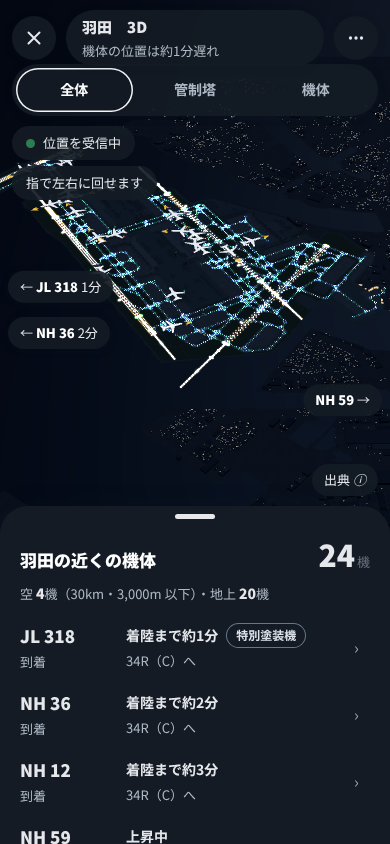 羽田　3D
機体の位置は約1分遅れ
全体
管制塔
機体
位置を受信中
指で左右に回せます
← JL 318 1分
← NH 36 2分
NH 59 →
出典 ⓘ
羽田の近くの機体
24機
空 4機（30km・3,000m 以下）・地上 20機
JL 318
着陸まで約1分
特別塗装機
到着
34R（C）へ
NH 36
着陸まで約2分
到着
34R（C）へ
NH 12
着陸まで約3分
到着
34R（C）へ
NH 59
上昇中